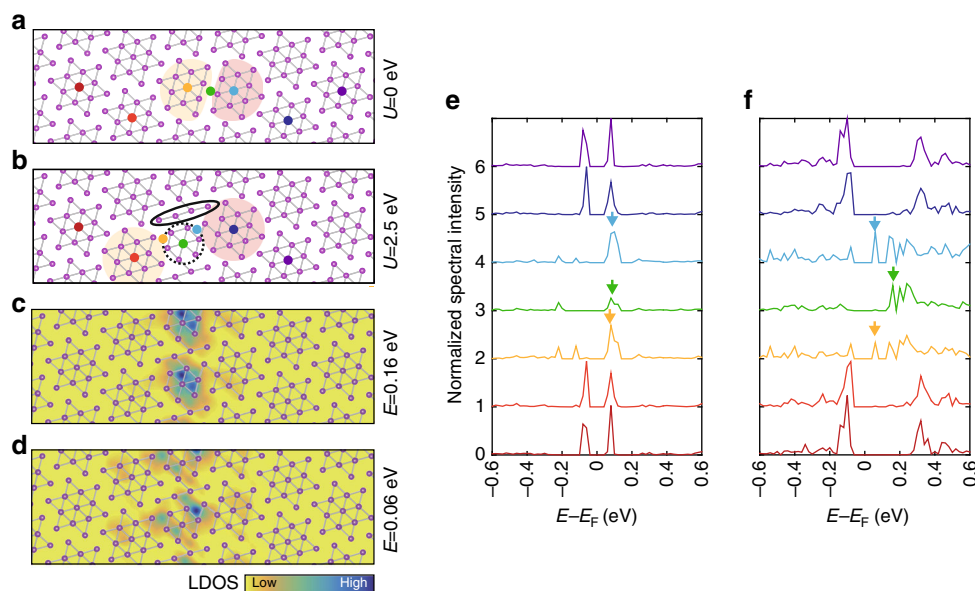 a
U=0 eV
b
U=2.5 eV
c
E=0.16 eV
d
E=0.06 eV
LDOS
Low
High
e
Normalized spectral intensity
6
5
4
3
2
1
0
−0.6
−0.4
−0.2
0
0.2
0.4
0.6
E–EF (eV)
f
−0.6
−0.4
−0.2
0
0.2
0.4
0.6
E–EF (eV)